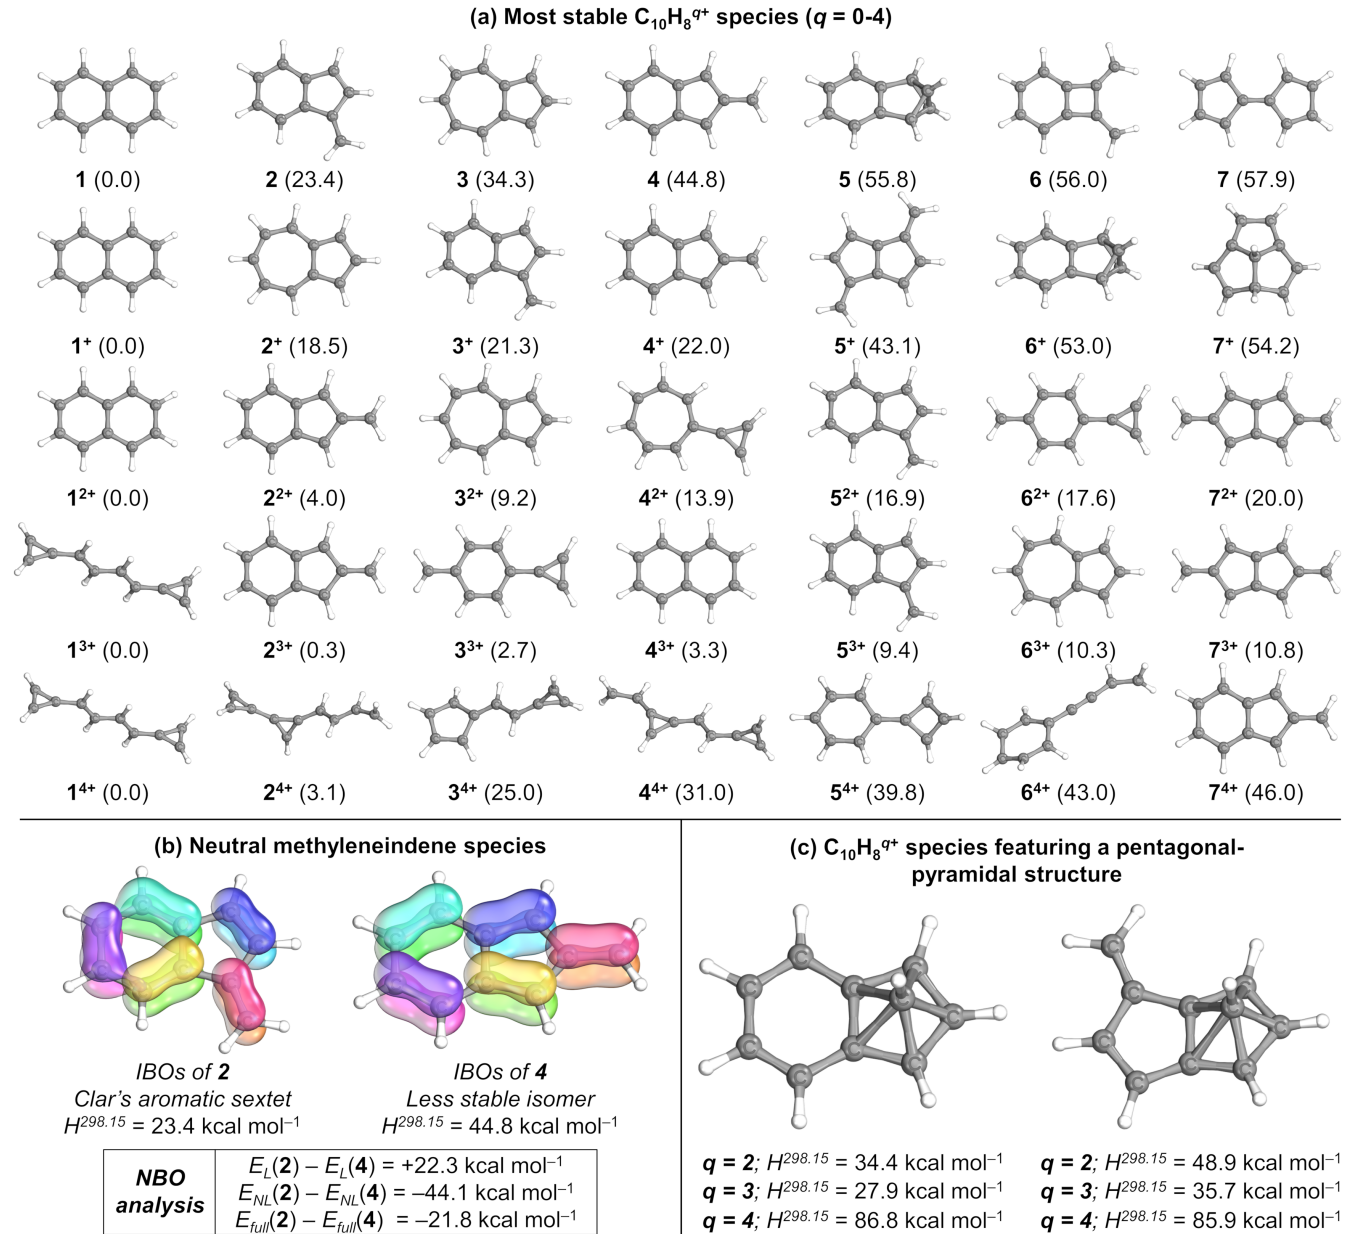 (a) Most stable C₁₀H₈^q+ species (q = 0-4)
1 (0.0) 2 (23.4) 3 (34.3) 4 (44.8) 5 (55.8) 6 (56.0) 7 (57.9)
1⁺ (0.0) 2⁺ (18.5) 3⁺ (21.3) 4⁺ (22.0) 5⁺ (43.1) 6⁺ (53.0) 7⁺ (54.2)
1²⁺ (0.0) 2²⁺ (4.0) 3²⁺ (9.2) 4²⁺ (13.9) 5²⁺ (16.9) 6²⁺ (17.6) 7²⁺ (20.0)
1³⁺ (0.0) 2³⁺ (0.3) 3³⁺ (2.7) 4³⁺ (3.3) 5³⁺ (9.4) 6³⁺ (10.3) 7³⁺ (10.8)
1⁴⁺ (0.0) 2⁴⁺ (3.1) 3⁴⁺ (25.0) 4⁴⁺ (31.0) 5⁴⁺ (39.8) 6⁴⁺ (43.0) 7⁴⁺ (46.0)
(b) Neutral methyleneindene species
IBOs of 2
Clar's aromatic sextet
H²⁹⁸·¹⁵ = 23.4 kcal mol⁻¹
IBOs of 4
Less stable isomer
H²⁹⁸·¹⁵ = 44.8 kcal mol⁻¹
NBO
analysis
E_L(2) – E_L(4) = +22.3 kcal mol⁻¹
E_NL(2) – E_NL(4) = –44.1 kcal mol⁻¹
E_full(2) – E_full(4) = –21.8 kcal mol⁻¹
(c) C₁₀H₈^q+ species featuring a pentagonal-
pyramidal structure
q = 2; H²⁹⁸·¹⁵ = 34.4 kcal mol⁻¹
q = 3; H²⁹⁸·¹⁵ = 27.9 kcal mol⁻¹
q = 4; H²⁹⁸·¹⁵ = 86.8 kcal mol⁻¹
q = 2; H²⁹⁸·¹⁵ = 48.9 kcal mol⁻¹
q = 3; H²⁹⁸·¹⁵ = 35.7 kcal mol⁻¹
q = 4; H²⁹⁸·¹⁵ = 85.9 kcal mol⁻¹